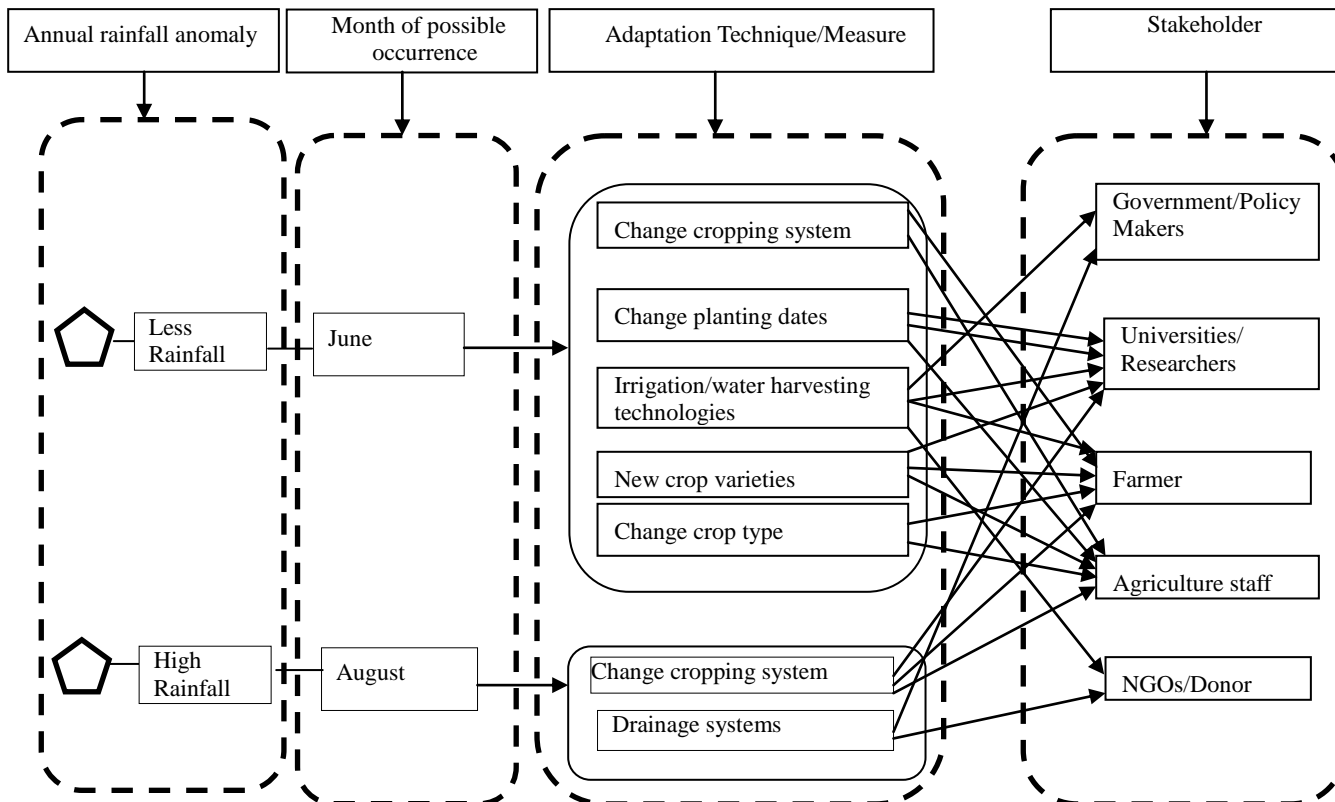 Annual rainfall anomaly
Month of possible
occurrence
Adaptation Technique/Measure
Stakeholder
Less
Rainfall
June
Change cropping system
Change planting dates
Irrigation/water harvesting
technologies
New crop varieties
Change crop type
High
Rainfall
August
Change cropping system
Drainage systems
Government/Policy
Makers
Universities/
Researchers
Farmer
Agriculture staff
NGOs/Donor